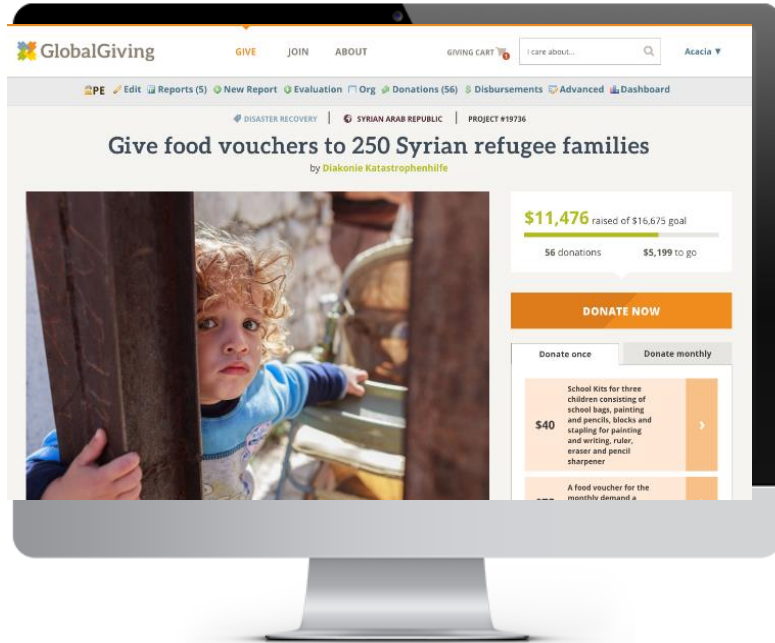 GlobalGiving
GIVE JOIN ABOUT GIVING CART 1 I care about... Acacia ▼
PE Edit Reports (5) New Report Evaluation Org Donations (56) $ Disbursements Advanced Dashboard
DISASTER RECOVERY | SYRIAN ARAB REPUBLIC | PROJECT #19736
Give food vouchers to 250 Syrian refugee families
by Diakonie Katastrophenhilfe
$11,476 raised of $16,675 goal
56 donations $5,199 to go
DONATE NOW
Donate once Donate monthly
School Kits for three
children consisting of
school bags, painting
and pencils, blocks and
$40 stapling for painting
and writing, ruler,
eraser and pencil
sharpener
A food voucher for the
monthly demand a